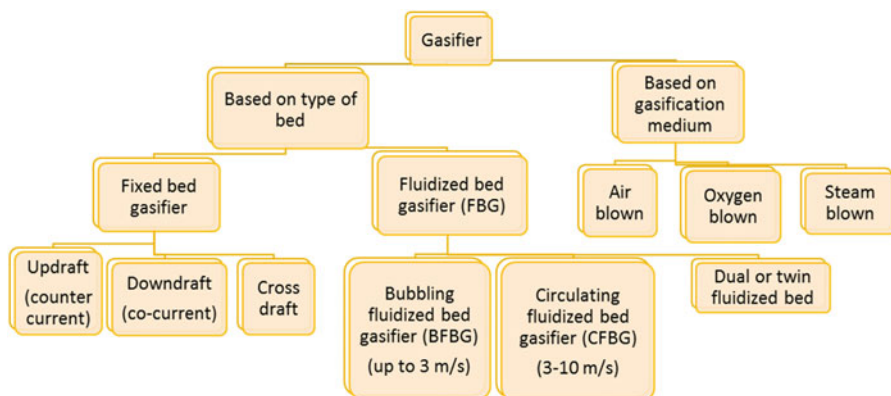 Gasifier
Based on type of
bed
Based on
gasification
medium
Fixed bed
gasifier
Fluidized bed
gasifier (FBG)
Air
blown
Oxygen
blown
Steam
blown
Updraft
(counter
current)
Downdraft
(co-current)
Cross
draft
Bubbling
fluidized bed
gasifier (BFBG)
(up to 3 m/s)
Circulating
fluidized bed
gasifier (CFBG)
(3-10 m/s)
Dual or twin
fluidized bed